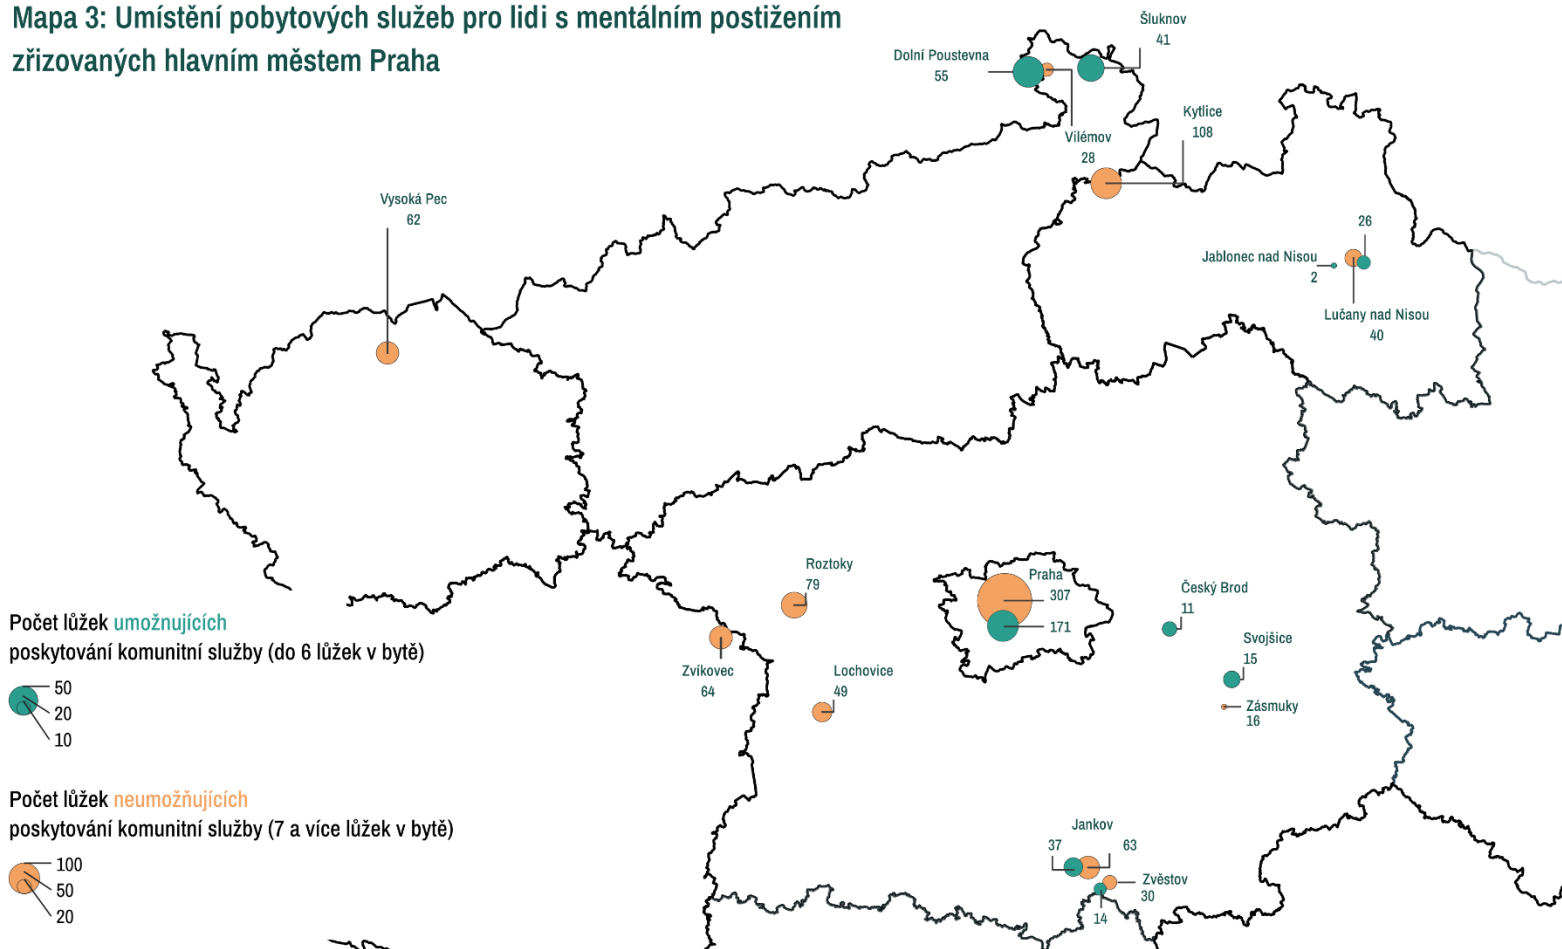 Mapa 3: Umístění pobytových služeb pro lidi s mentálním postižením
zřizovaných hlavním městem Praha
Šluknov
41
Dolní Poustevna
55
Vilémov
28
Kytlice
108
Vysoká Pec
62
26
Jablonec nad Nisou
2
Lučany nad Nisou
40
Roztoky
79
Praha
307
171
Český Brod
11
Svojšice
15
Zásmuky
16
Zvíkovec
64
Lochovice
49
Počet lůžek umožnujících
poskytování komunitní služby (do 6 lůžek v bytě)
50
20
10
Počet lůžek neumožňujících
poskytování komunitní služby (7 a více lůžek v bytě)
100
50
20
Jankov
37
63
Zvěstov
30
14